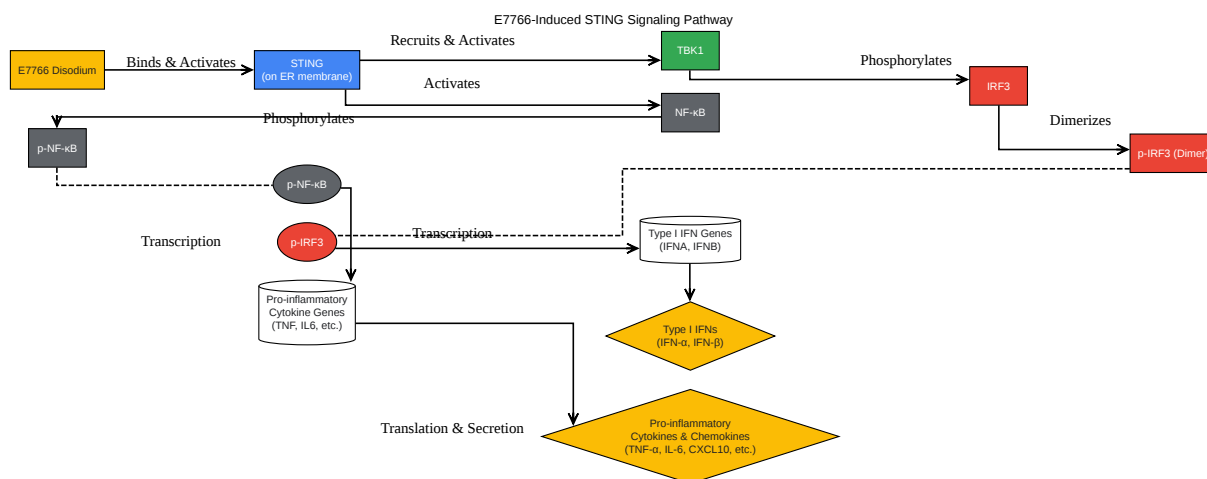 E7766-Induced STING Signaling Pathway
E7766 Disodium
Binds & Activates
STING
(on ER membrane)
Recruits & Activates
TBK1
Phosphorylates
IRF3
Activates
NF-κB
Phosphorylates
Dimerizes
p-NF-κB
p-IRF3 (Dimer)
p-NF-κB
Transcription
p-IRF3
Transcription
Type I IFN Genes
(IFNA, IFNB)
Pro-inflammatory
Cytokine Genes
(TNF, IL6, etc.)
Type I IFNs
(IFN-α, IFN-β)
Translation & Secretion
Pro-inflammatory
Cytokines & Chemokines
(TNF-α, IL-6, CXCL10, etc.)